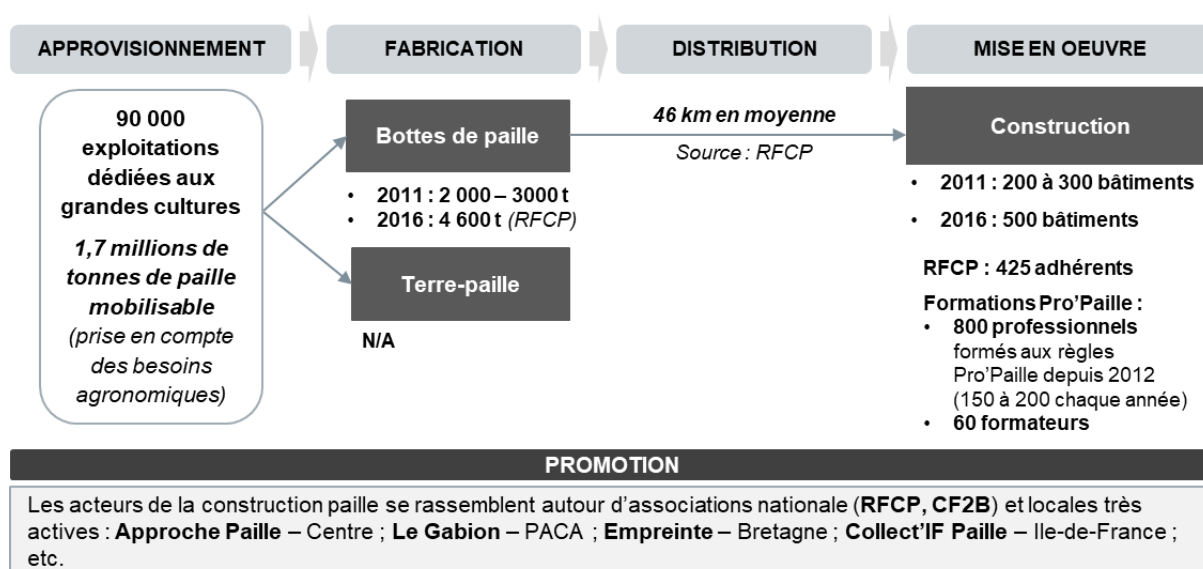 APPROVISIONNEMENT
FABRICATION
DISTRIBUTION
MISE EN OEUVRE
90 000
exploitations
dédiées aux
grandes cultures
1,7 millions de
tonnes de paille
mobilisable
(prise en compte
des besoins
agronomiques)
Bottes de paille
• 2011 : 2 000 – 3000 t
• 2016 : 4 600 t (RFCP)
Terre-paille
N/A
46 km en moyenne
Source : RFCP
Construction
• 2011 : 200 à 300 bâtiments
• 2016 : 500 bâtiments
RFCP : 425 adhérents
Formations Pro'Paille :
• 800 professionnels
formés aux règles
Pro'Paille depuis 2012
(150 à 200 chaque année)
• 60 formateurs
PROMOTION
Les acteurs de la construction paille se rassemblent autour d'associations nationale (RFCP, CF2B) et locales très
actives : Approche Paille – Centre ; Le Gabion – PACA ; Empreinte – Bretagne ; Collect'IF Paille – Ile-de-France ;
etc.